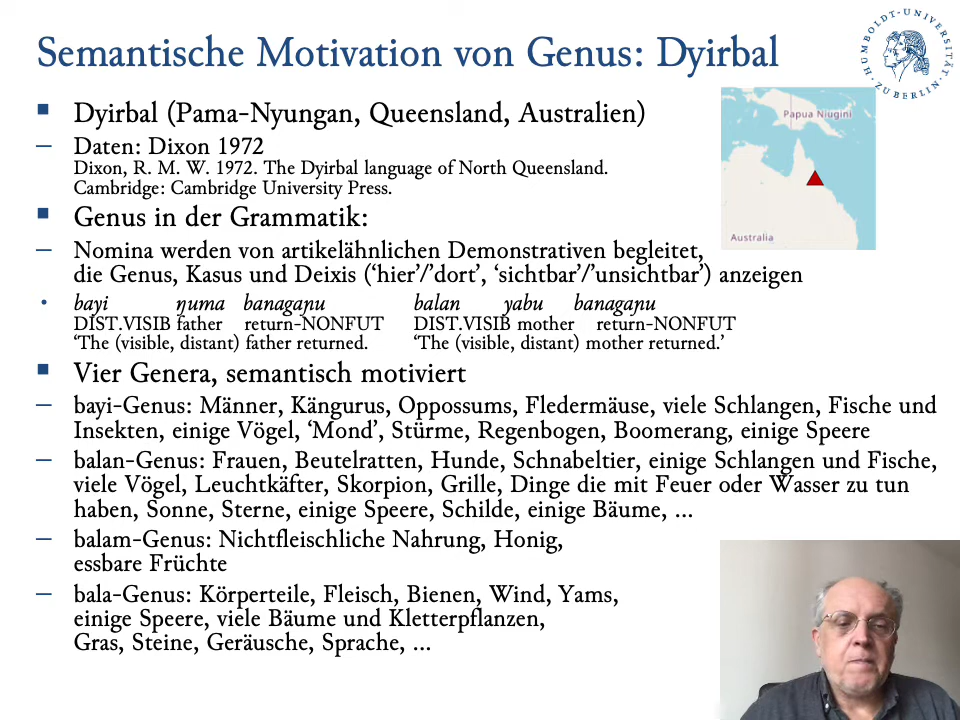 Semantische Motivation von Genus: Dyirbal
HUMBOLDT-UNIVERSITÄT ZU BERLIN
Dyirbal (Pama-Nyungan, Queensland, Australien)
– Daten: Dixon 1972
Dixon, R. M. W. 1972. The Dyirbal language of North Queensland.
Cambridge: Cambridge University Press.
Papua Niugini
Australia
Genus in der Grammatik:
– Nomina werden von artikelähnlichen Demonstrativen begleitet,
die Genus, Kasus und Deixis (‘hier’/’dort’, ‘sichtbar’/’unsichtbar’) anzeigen
• bayi ŋuma banagaɲu balan yabu banagaɲu
DIST.VISIB father return-NONFUT DIST.VISIB mother return-NONFUT
‘The (visible, distant) father returned. ‘The (visible, distant) mother returned.’
Vier Genera, semantisch motiviert
– bayi-Genus: Männer, Kängurus, Oppossums, Fledermäuse, viele Schlangen, Fische und
Insekten, einige Vögel, ‘Mond’, Stürme, Regenbogen, Boomerang, einige Speere
– balan-Genus: Frauen, Beutelratten, Hunde, Schnabeltier, einige Schlangen und Fische,
viele Vögel, Leuchtkäfter, Skorpion, Grille, Dinge die mit Feuer oder Wasser zu tun
haben, Sonne, Sterne, einige Speere, Schilde, einige Bäume, ...
– balam-Genus: Nichtfleischliche Nahrung, Honig,
essbare Früchte
– bala-Genus: Körperteile, Fleisch, Bienen, Wind, Yams,
einige Speere, viele Bäume und Kletterpflanzen,
Gras, Steine, Geräusche, Sprache, ...